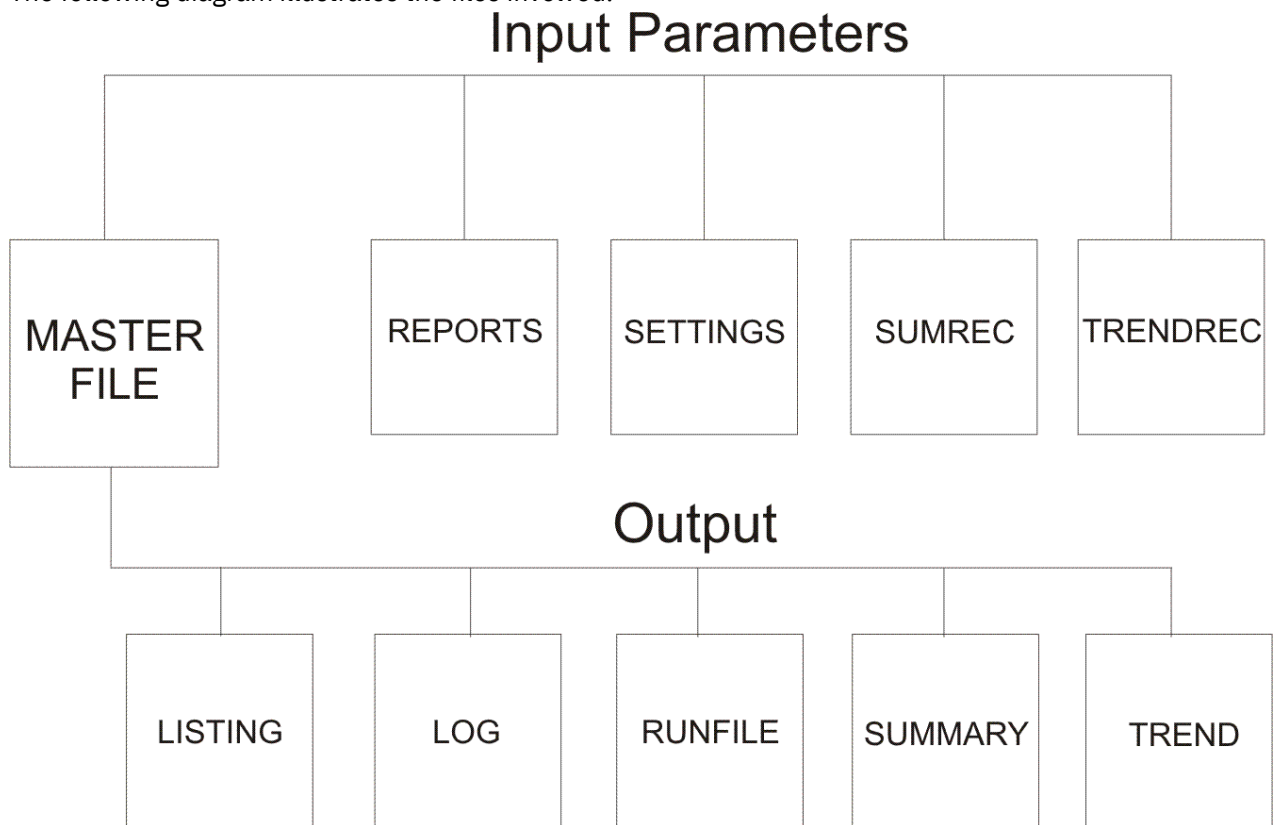 The following diagram illustrates the files involved.
Input Parameters
MASTER
FILE
REPORTS
SETTINGS
SUMREC
TRENDREC
Output
LISTING
LOG
RUNFILE
SUMMARY
TREND